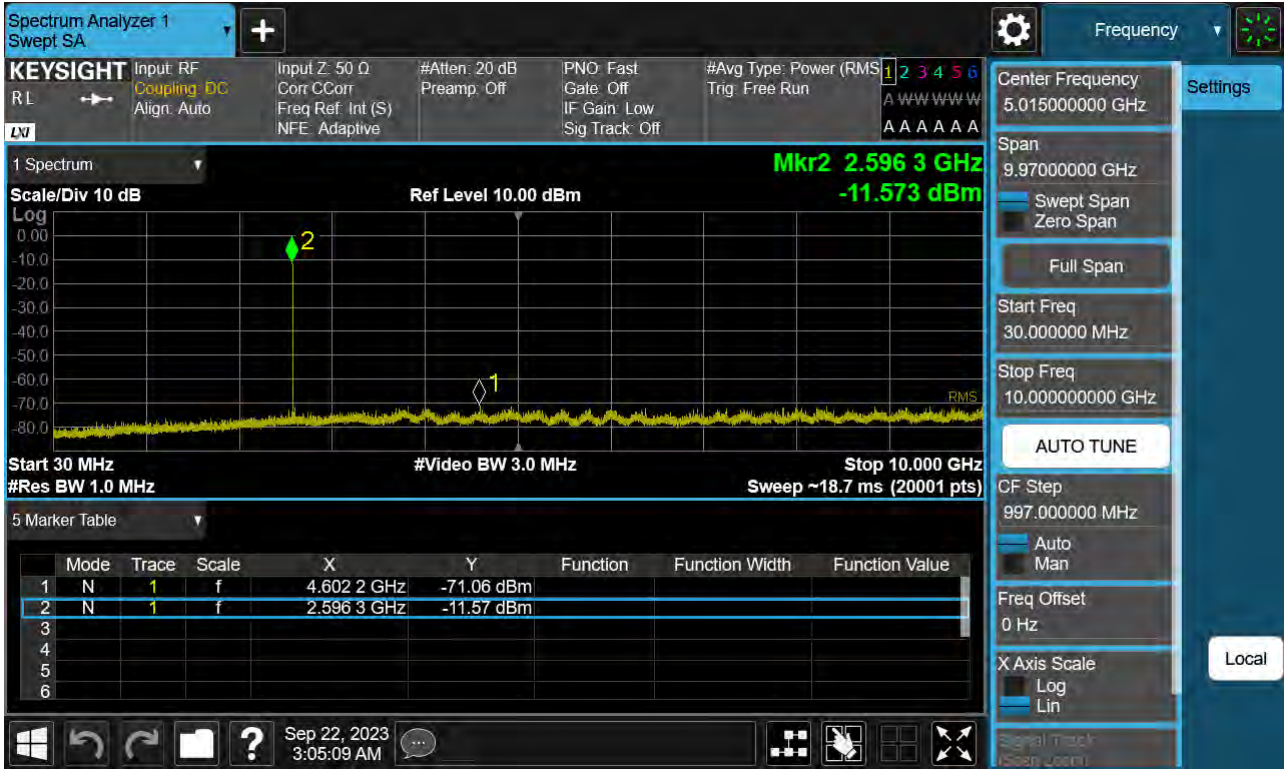 Spectrum Analyzer 1
Swept SA
Frequency
KEYSIGHT
R L
LXI
Input: RF
Coupling: DC
Align: Auto
Input Z: 50 Ω
Corr CCorr
Freq Ref: Int (S)
NFE: Adaptive
#Atten: 20 dB
Preamp: Off
PNO: Fast
Gate: Off
IF Gain: Low
Sig Track: Off
#Avg Type: Power (RMS
Trig: Free Run
1 2 3 4 5 6
A W W W W W
A A A A A A
1 Spectrum
Mkr2 2.596 3 GHz
-11.573 dBm
Scale/Div 10 dB
Ref Level 10.00 dBm
Log
0.00
-10.0
-20.0
-30.0
-40.0
-50.0
-60.0
-70.0
-80.0
2
1
RMS
Start 30 MHz
#Video BW 3.0 MHz
Stop 10.000 GHz
#Res BW 1.0 MHz
Sweep ~18.7 ms (20001 pts)
5 Marker Table
Mode Trace Scale X Y Function Function Width Function Value
1 N 1 f 4.602 2 GHz -71.06 dBm
2 N 1 f 2.596 3 GHz -11.57 dBm
3
4
5
6
Sep 22, 2023
3:05:09 AM
Center Frequency
5.015000000 GHz
Span
9.97000000 GHz
Swept Span
Zero Span
Full Span
Start Freq
30.000000 MHz
Stop Freq
10.000000000 GHz
AUTO TUNE
CF Step
997.000000 MHz
Auto
Man
Freq Offset
0 Hz
X Axis Scale
Log
Lin
Signal Track
(Span Zoom)
Settings
Local